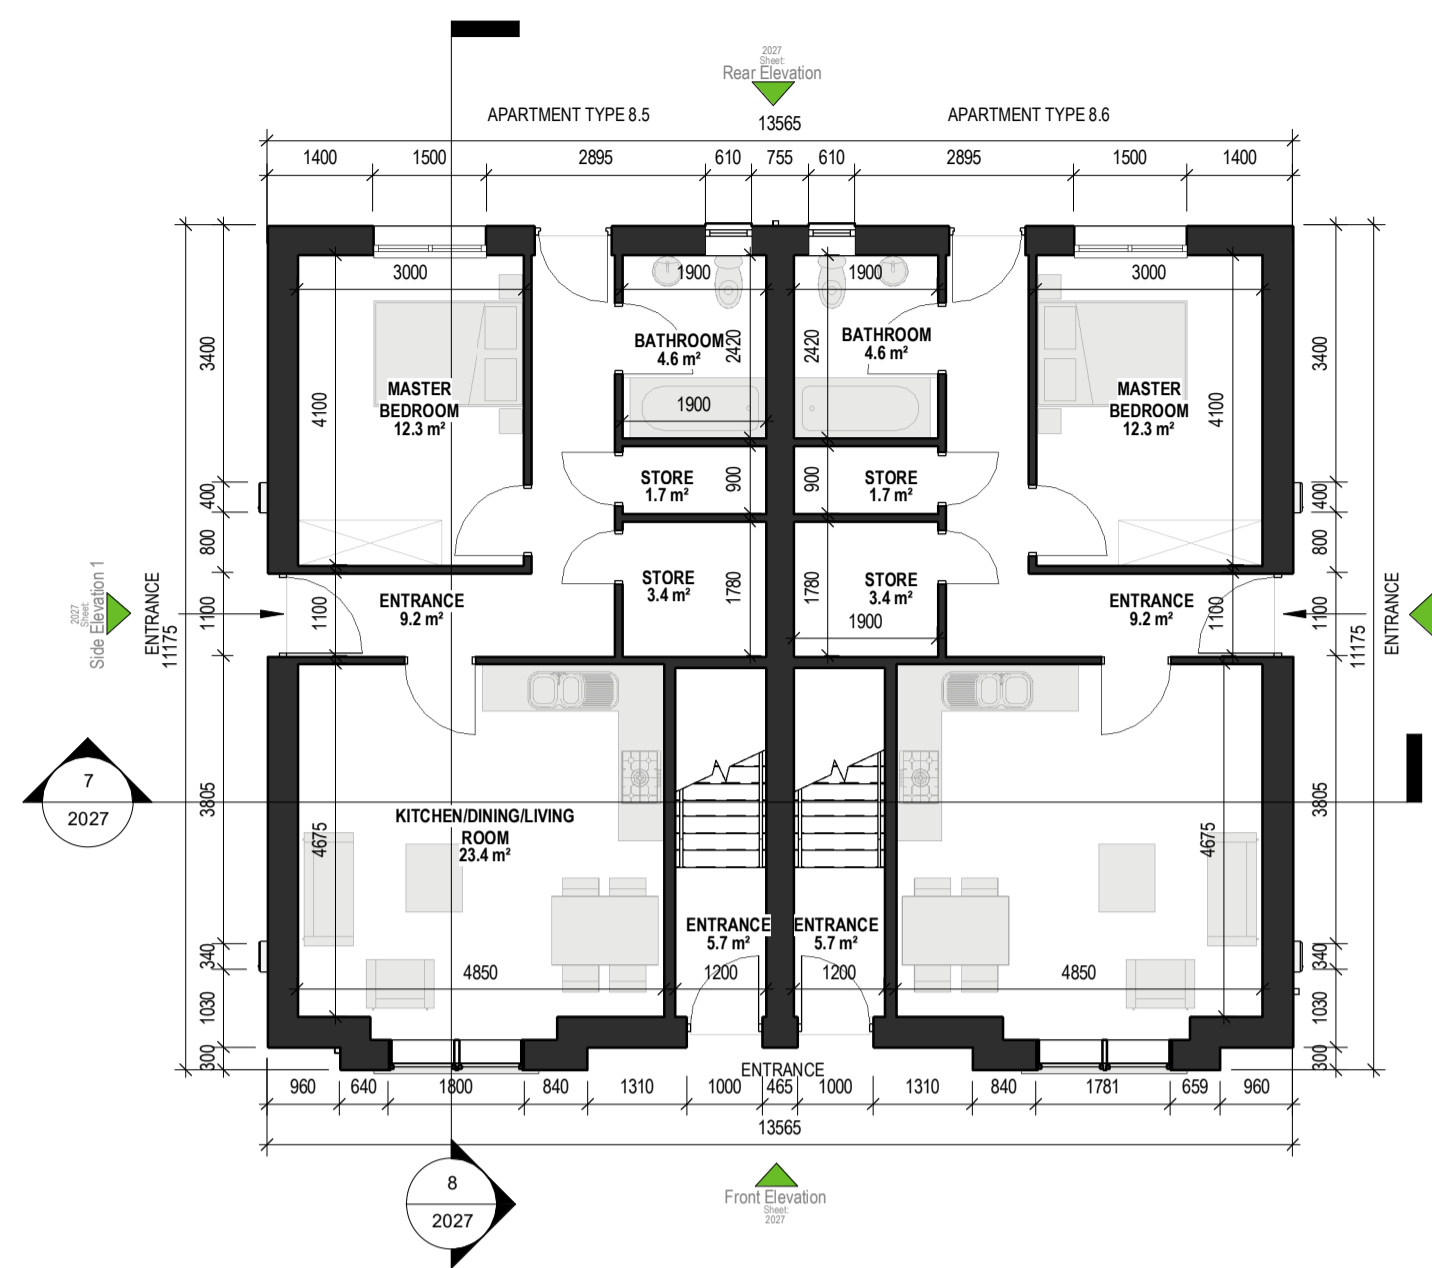 2027
Sheet:
Rear Elevation
APARTMENT TYPE 8.5
APARTMENT TYPE 8.6
13565
1400 1500 2895 610 755 610 2895 1500 1400
3000 1900 1900 3000
3400 4100 2420 2420 4100 3400
BATHROOM
4.6 m²
BATHROOM
4.6 m²
MASTER
BEDROOM
12.3 m²
MASTER
BEDROOM
12.3 m²
1900
STORE
1.7 m²
900 900
STORE
1.7 m²
400 400
800 800
STORE
3.4 m²
1780 1780
STORE
3.4 m²
1900
2027
Sheet:
Side Elevation 1
ENTRANCE
11175
1100 1100
ENTRANCE
9.2 m²
ENTRANCE
9.2 m²
1100 1100
11175
ENTRANCE
7
2027
3805 4675 4675 3805
KITCHEN/DINING/LIVING
ROOM
23.4 m²
ENTRANCE
5.7 m²
ENTRANCE
5.7 m²
340 340
4850 1200 1200 4850
1030 1030
300 300
ENTRANCE
960 640 1800 840 1310 1000 465 1000 1310 840 1781 659 960
13565
8
2027
Front Elevation
Sheet:
2027